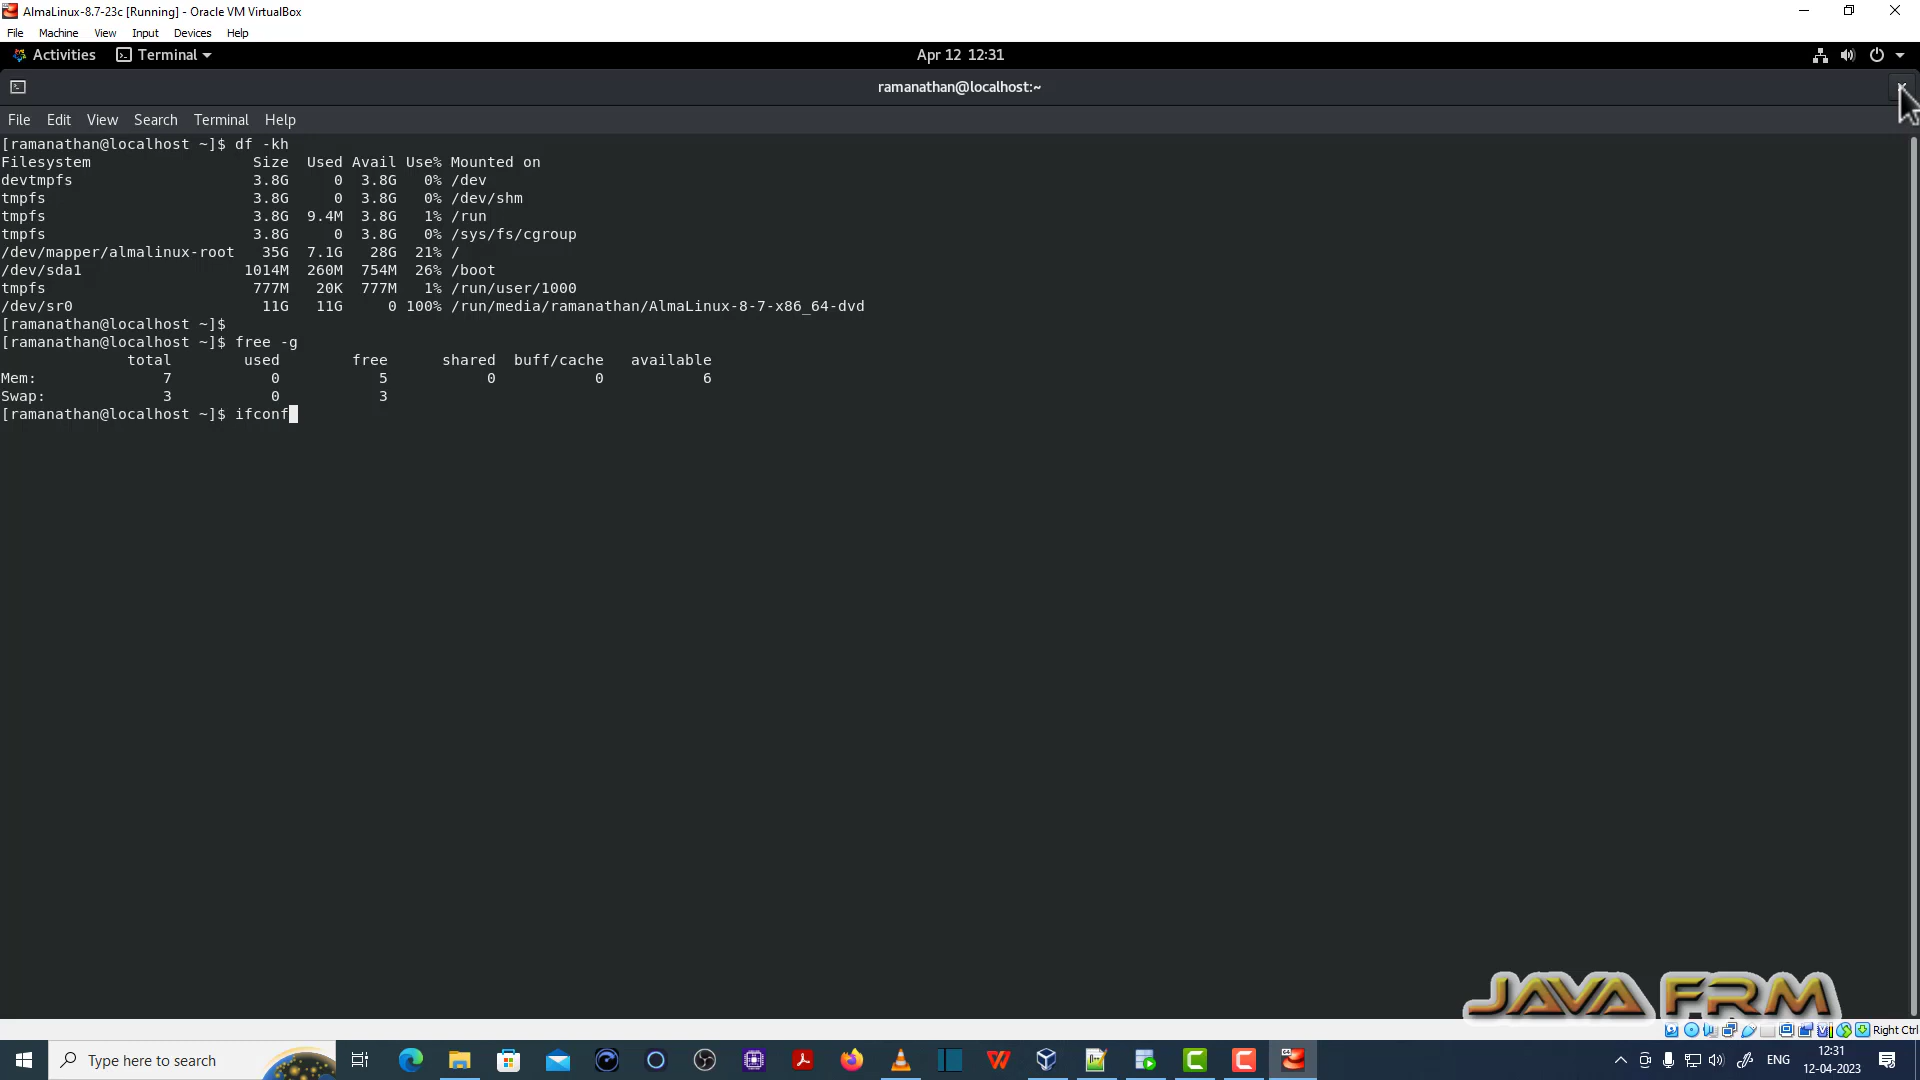 AlmaLinux-8.7-23c [Running] - Oracle VM VirtualBox
File Machine View Input Devices Help
Activities Terminal Apr 12 12:31
ramanathan@localhost:~
File Edit View Search Terminal Help
[ramanathan@localhost ~]$ df -kh
Filesystem Size Used Avail Use% Mounted on
devtmpfs 3.8G 0 3.8G 0% /dev
tmpfs 3.8G 0 3.8G 0% /dev/shm
tmpfs 3.8G 9.4M 3.8G 1% /run
tmpfs 3.8G 0 3.8G 0% /sys/fs/cgroup
/dev/mapper/almalinux-root 35G 7.1G 28G 21% /
/dev/sda1 1014M 260M 754M 26% /boot
tmpfs 777M 20K 777M 1% /run/user/1000
/dev/sr0 11G 11G 0 100% /run/media/ramanathan/AlmaLinux-8-7-x86_64-dvd
[ramanathan@localhost ~]$
[ramanathan@localhost ~]$ free -g
total used free shared buff/cache available
Mem: 7 0 5 0 0 6
Swap: 3 0 3
[ramanathan@localhost ~]$ ifconf
JAVA FRM
Right Ctrl
Type here to search
ENG
12:31
12-04-2023